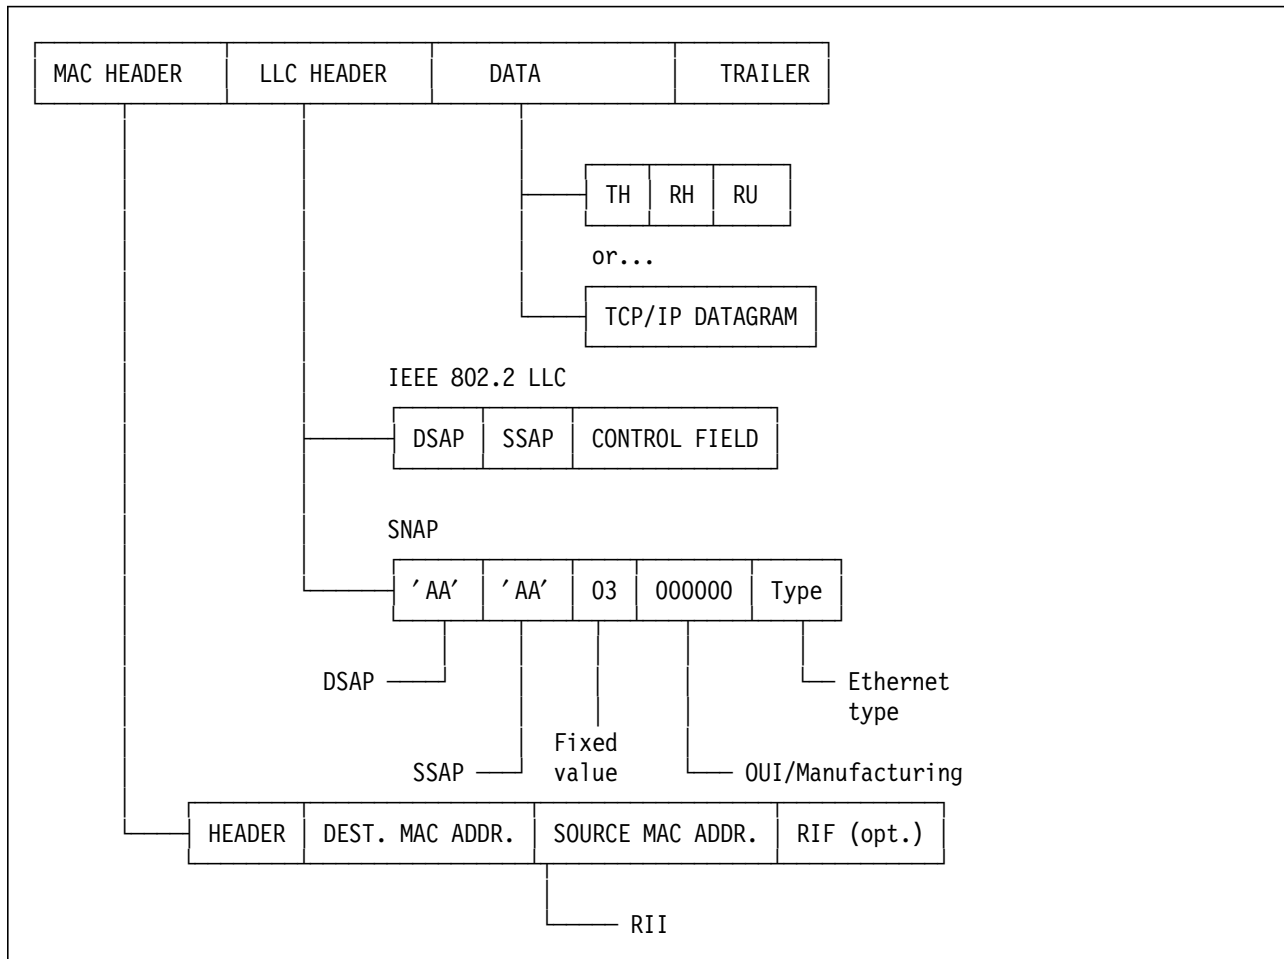 MAC HEADER LLC HEADER DATA TRAILER
TH RH RU
or...
TCP/IP DATAGRAM
IEEE 802.2 LLC
DSAP SSAP CONTROL FIELD
SNAP
′AA′ ′AA′ 03 000000 Type
DSAP Ethernet
type
Fixed
SSAP value OUI/Manufacturing
HEADER DEST. MAC ADDR. SOURCE MAC ADDR. RIF (opt.)
RII